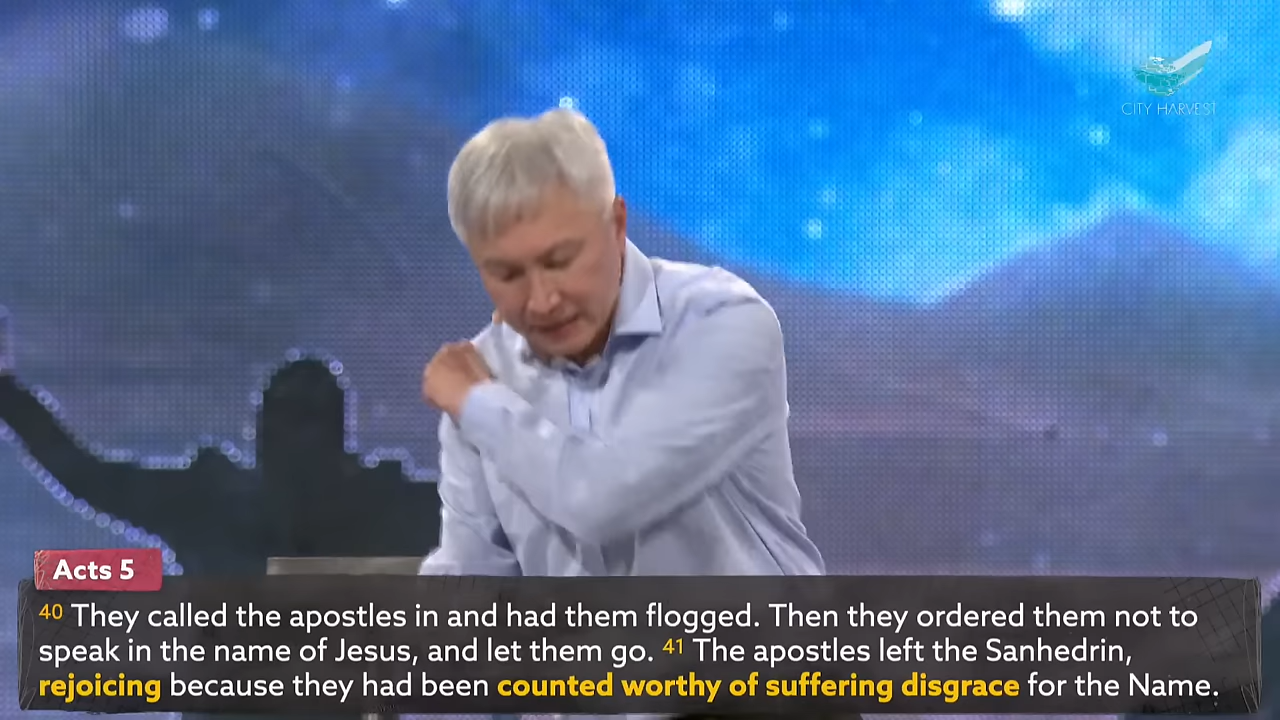 CITY HARVEST
Acts 5
40 They called the apostles in and had them flogged. Then they ordered them not to
speak in the name of Jesus, and let them go. 41 The apostles left the Sanhedrin,
rejoicing because they had been counted worthy of suffering disgrace for the Name.